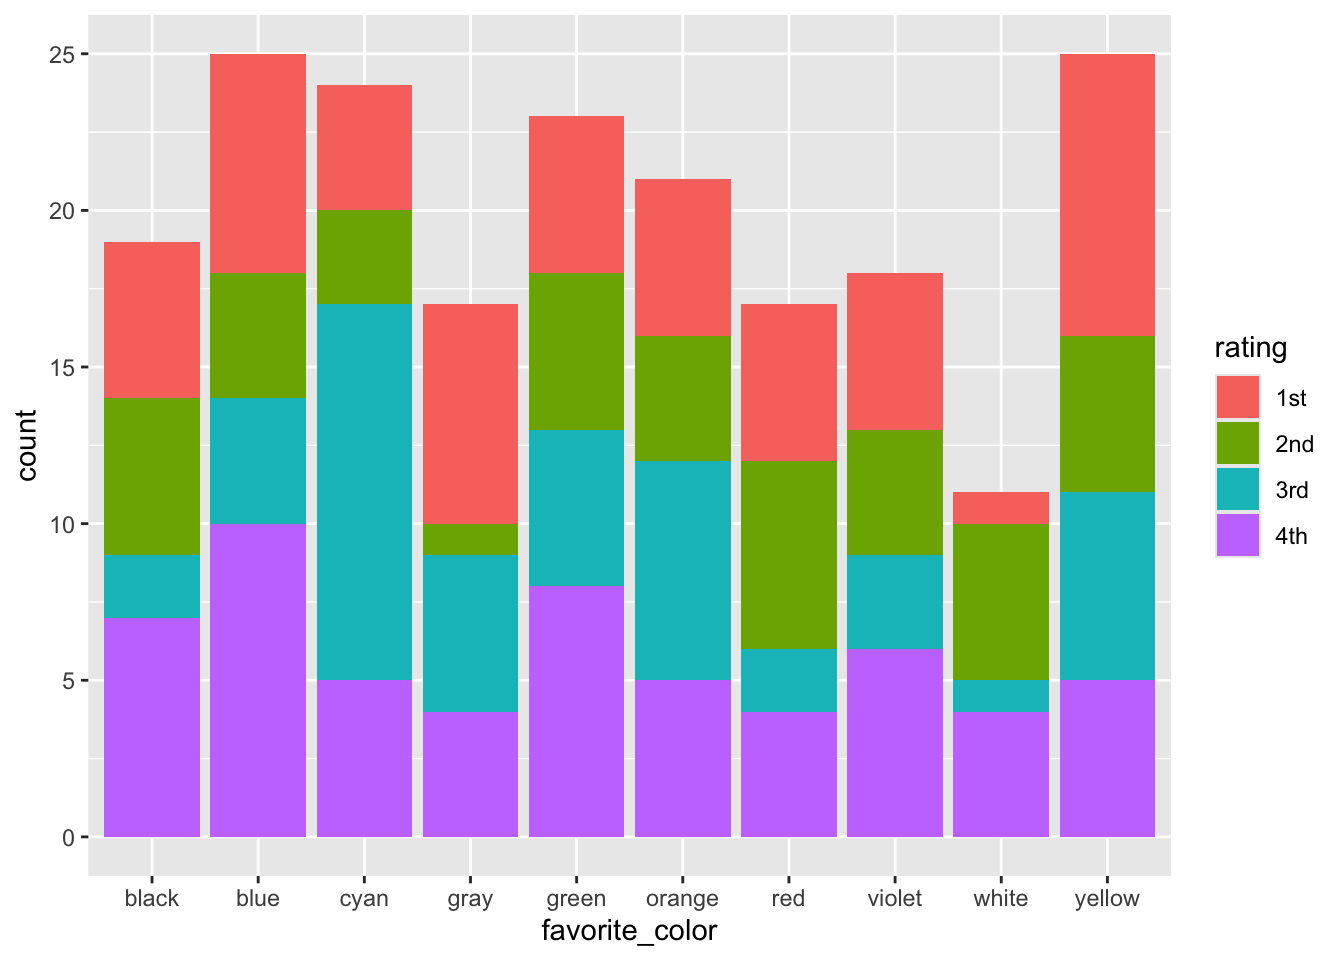 25
20
15
10
5
0
count
black blue cyan gray green orange red violet white yellow
favorite_color
rating
1st
2nd
3rd
4th